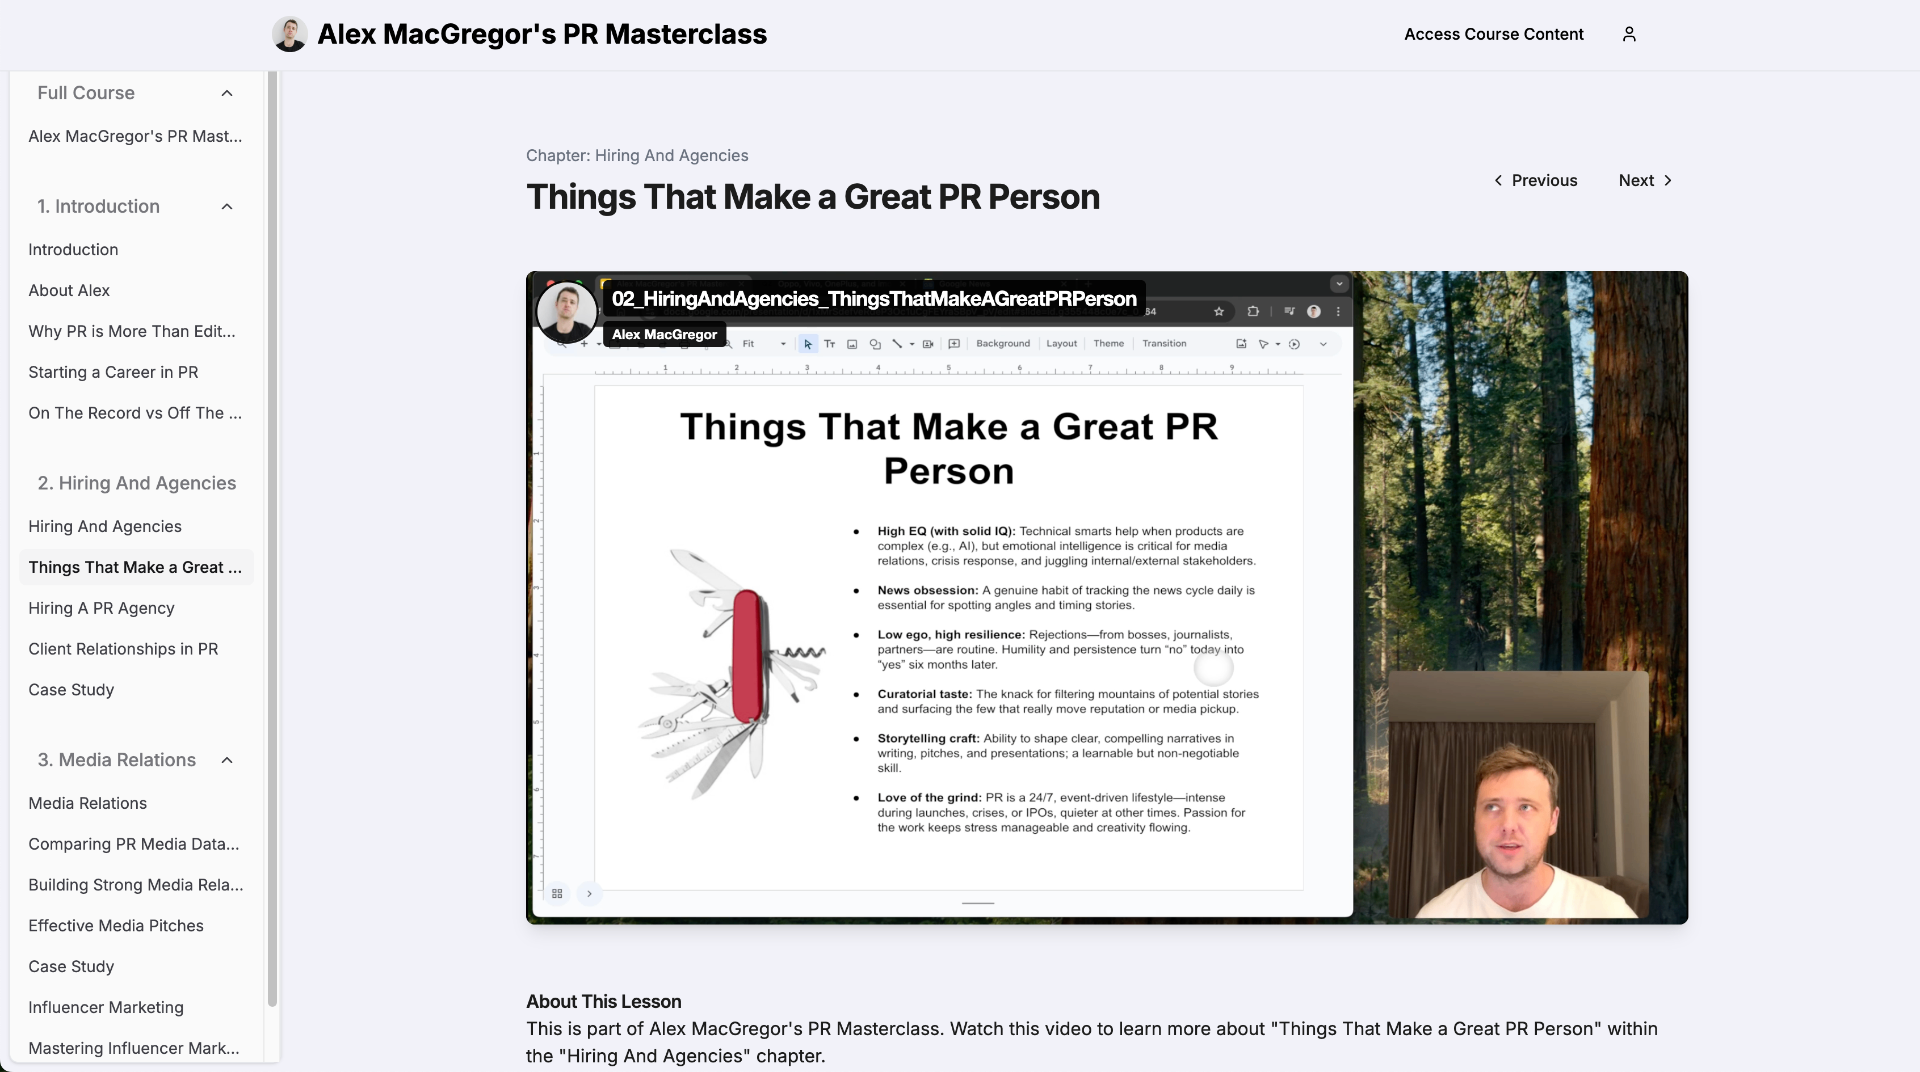 Alex MacGregor's PR Masterclass
Access Course Content
Full Course
Alex MacGregor's PR Mast...
1. Introduction
Introduction
About Alex
Why PR is More Than Edit...
Starting a Career in PR
On The Record vs Off The ...
2. Hiring And Agencies
Hiring And Agencies
Things That Make a Great ...
Hiring A PR Agency
Client Relationships in PR
Case Study
3. Media Relations
Media Relations
Comparing PR Media Data...
Building Strong Media Rela...
Effective Media Pitches
Case Study
Influencer Marketing
Mastering Influencer Mark...
Chapter: Hiring And Agencies
Things That Make a Great PR Person
Previous
Next
02_HiringAndAgencies_ThingsThatMakeAGreatPRPerson
Alex MacGregor
Fit
Background
Layout
Theme
Transition
1 2 3 4 5 6 7 8 9
Things That Make a Great PR
Person
High EQ (with solid IQ): Technical smarts help when products are
complex (e.g., AI), but emotional intelligence is critical for media
relations, crisis response, and juggling internal/external stakeholders.
News obsession: A genuine habit of tracking the news cycle daily is
essential for spotting angles and timing stories.
Low ego, high resilience: Rejections—from bosses, journalists,
partners—are routine. Humility and persistence turn “no” today into
“yes” six months later.
Curatorial taste: The knack for filtering mountains of potential stories
and surfacing the few that really move reputation or media pickup.
Storytelling craft: Ability to shape clear, compelling narratives in
writing, pitches, and presentations; a learnable but non-negotiable
skill.
Love of the grind: PR is a 24/7, event-driven lifestyle—intense
during launches, crises, or IPOs, quieter at other times. Passion for
the work keeps stress manageable and creativity flowing.
About This Lesson
This is part of Alex MacGregor's PR Masterclass. Watch this video to learn more about "Things That Make a Great PR Person" within
the "Hiring And Agencies" chapter.